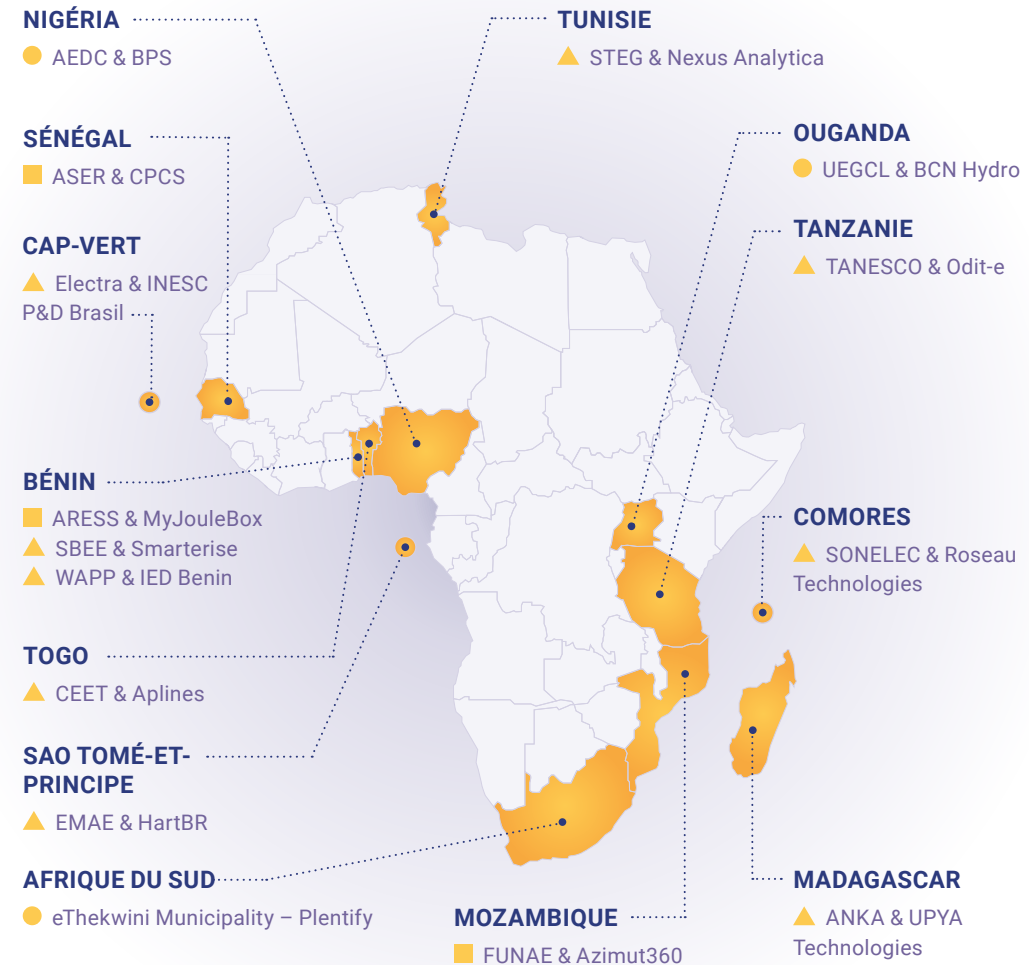 NIGÉRIA
AEDC & BPS
SÉNÉGAL
ASER & CPCS
CAP-VERT
Electra & INESC
P&D Brasil
BÉNIN
ARESS & MyJouleBox
SBEE & Smarterise
WAPP & IED Benin
TOGO
CEET & Aplines
SAO TOMÉ-ET-
PRINCIPE
EMAE & HartBR
AFRIQUE DU SUD
eThekwini Municipality – Plentify
TUNISIE
STEG & Nexus Analytica
OUGANDA
UEGCL & BCN Hydro
TANZANIE
TANESCO & Odit-e
COMORES
SONELEC & Roseau
Technologies
MADAGASCAR
ANKA & UPYA
Technologies
MOZAMBIQUE
FUNAE & Azimut360